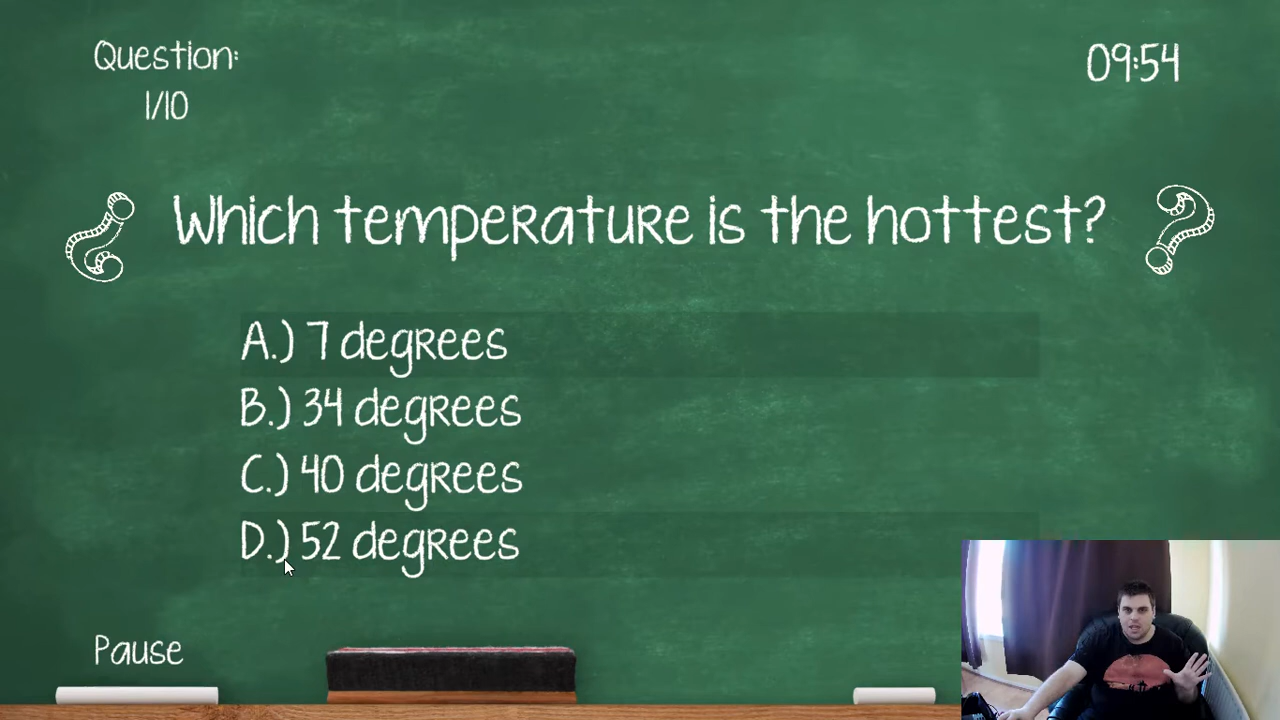 Question:
1/10
09:54
Which temperature is the hottest?
A.) 7 degrees
B.) 34 degrees
C.) 40 degrees
D.) 52 degrees
Pause